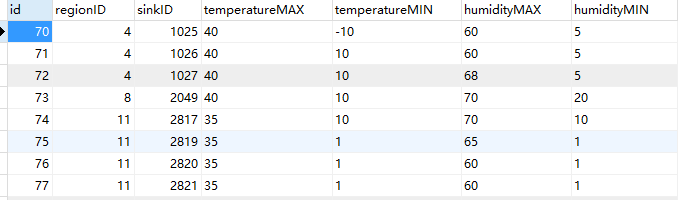 id regionID sinkID temperatureMAX temperatureMIN humidityMAX humidityMIN
70 4 1025 40 -10 60 5
71 4 1026 40 10 60 5
72 4 1027 40 10 68 5
73 8 2049 40 10 70 20
74 11 2817 35 10 70 10
75 11 2819 35 1 65 1
76 11 2820 35 1 60 1
77 11 2821 35 1 60 1